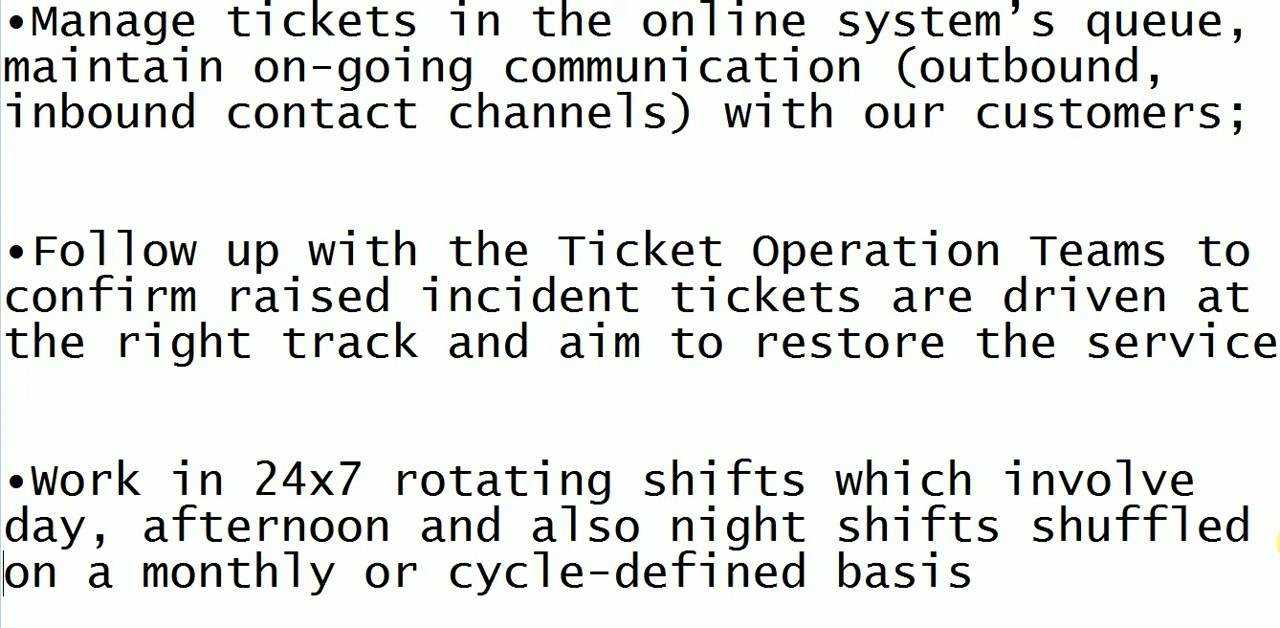 •Manage tickets in the online system’s queue,
maintain on-going communication (outbound,
inbound contact channels) with our customers;
•Follow up with the Ticket Operation Teams to
confirm raised incident tickets are driven at
the right track and aim to restore the service
•Work in 24x7 rotating shifts which involve
day, afternoon and also night shifts shuffled
on a monthly or cycle-defined basis